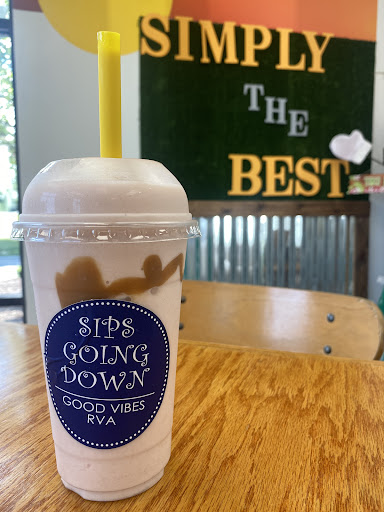 SIMPLY
THE
BEST
SIPS
GOING
DOWN
GOOD VIBES
RVA